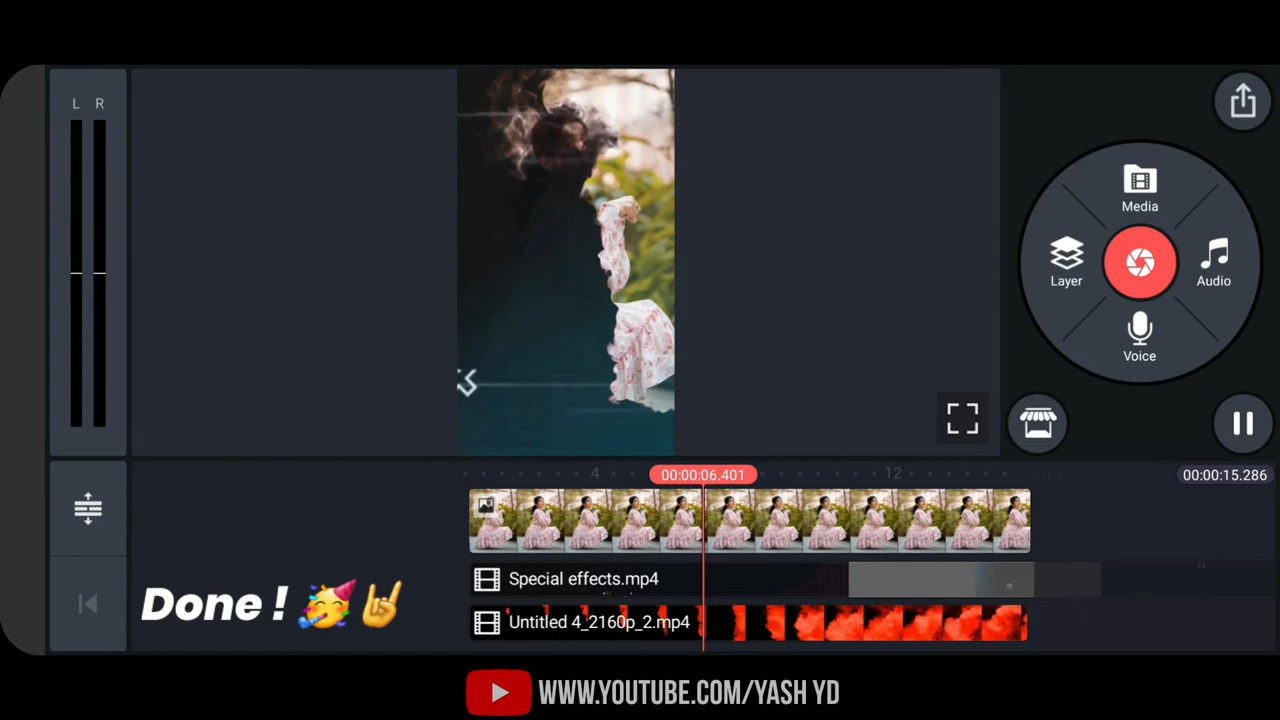 L R
Media
Layer
Audio
Voice
4
00:00:06.401
12
00:00:15.286
Special effects.mp4
Untitled 4_2160p_2.mp4
Done !
WWW.YOUTUBE.COM/YASH YD